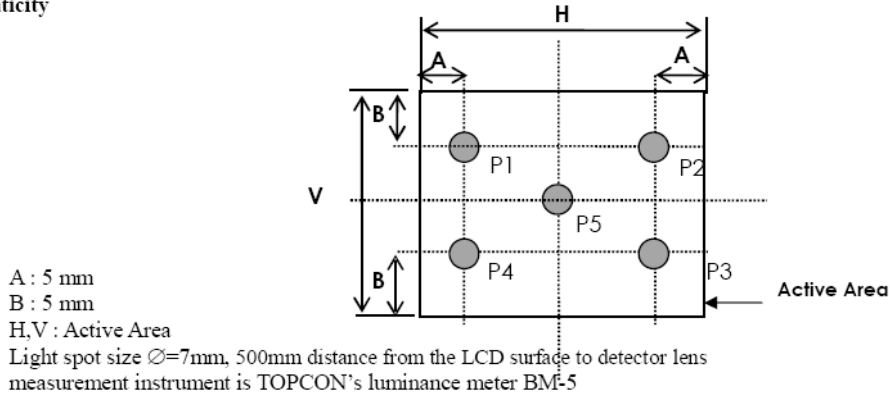 H
A
A
B
P1
P2
V
P5
P4
P3
B
Active Area
A : 5 mm
B : 5 mm
H,V : Active Area
Light spot size ∅=7mm, 500mm distance from the LCD surface to detector lens
measurement instrument is TOPCON’s luminance meter BM-5